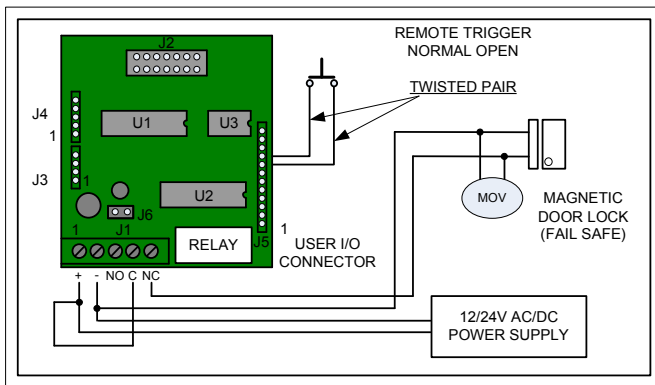 J2
REMOTE TRIGGER
NORMAL OPEN
TWISTED PAIR
J4
1
U1
U3
J3
1
U2
J6
MOV
MAGNETIC
DOOR LOCK
(FAIL SAFE)
1
J1
RELAY
J5
1
USER I/O
CONNECTOR
+ - NO C NC
12/24V AC/DC
POWER SUPPLY